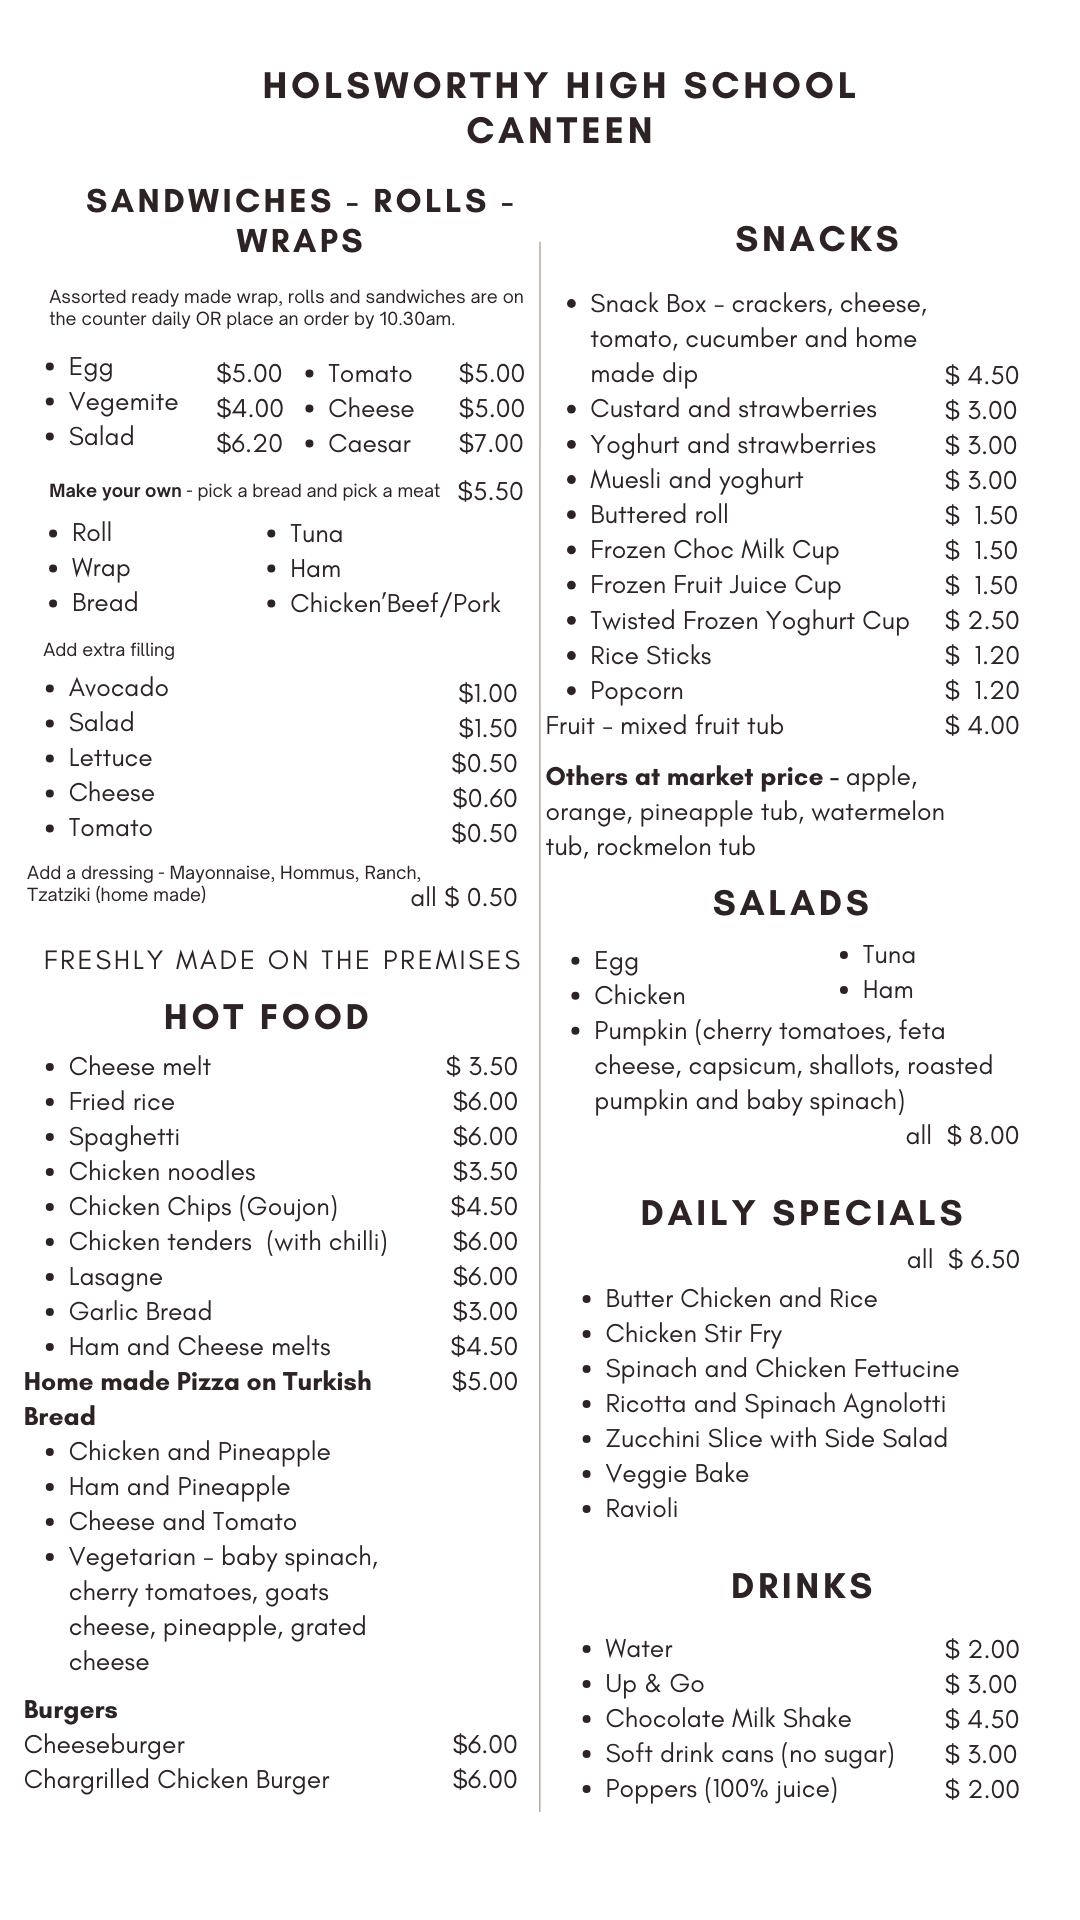 HOLSWORTHY HIGH SCHOOL
CANTEEN
SANDWICHES - ROLLS -
WRAPS
Assorted ready made wrap, rolls and sandwiches are on
the counter daily OR place an order by 10.30am.
• Egg $5.00 • Tomato $5.00
• Vegemite $4.00 • Cheese $5.00
• Salad $6.20 • Caesar $7.00
Make your own - pick a bread and pick a meat $5.50
• Roll • Tuna
• Wrap • Ham
• Bread • Chicken'Beef/Pork
Add extra filling
• Avocado $1.00
• Salad $1.50
• Lettuce $0.50
• Cheese $0.60
• Tomato $0.50
Add a dressing - Mayonnaise, Hommus, Ranch,
Tzatziki (home made) all $ 0.50
FRESHLY MADE ON THE PREMISES
HOT FOOD
• Cheese melt $ 3.50
• Fried rice $6.00
• Spaghetti $6.00
• Chicken noodles $3.50
• Chicken Chips (Goujon) $4.50
• Chicken tenders (with chilli) $6.00
• Lasagne $6.00
• Garlic Bread $3.00
• Ham and Cheese melts $4.50
Home made Pizza on Turkish $5.00
Bread
• Chicken and Pineapple
• Ham and Pineapple
• Cheese and Tomato
• Vegetarian - baby spinach,
cherry tomatoes, goats
cheese, pineapple, grated
cheese
Burgers
Cheeseburger $6.00
Chargrilled Chicken Burger $6.00
SNACKS
• Snack Box - crackers, cheese,
tomato, cucumber and home
made dip $ 4.50
• Custard and strawberries $ 3.00
• Yoghurt and strawberries $ 3.00
• Muesli and yoghurt $ 3.00
• Buttered roll $ 1.50
• Frozen Choc Milk Cup $ 1.50
• Frozen Fruit Juice Cup $ 1.50
• Twisted Frozen Yoghurt Cup $ 2.50
• Rice Sticks $ 1.20
• Popcorn $ 1.20
Fruit - mixed fruit tub $ 4.00
Others at market price - apple,
orange, pineapple tub, watermelon
tub, rockmelon tub
SALADS
• Egg • Tuna
• Chicken • Ham
• Pumpkin (cherry tomatoes, feta
cheese, capsicum, shallots, roasted
pumpkin and baby spinach)
all $ 8.00
DAILY SPECIALS
all $ 6.50
• Butter Chicken and Rice
• Chicken Stir Fry
• Spinach and Chicken Fettucine
• Ricotta and Spinach Agnolotti
• Zucchini Slice with Side Salad
• Veggie Bake
• Ravioli
DRINKS
• Water $ 2.00
• Up & Go $ 3.00
• Chocolate Milk Shake $ 4.50
• Soft drink cans (no sugar) $ 3.00
• Poppers (100% juice) $ 2.00